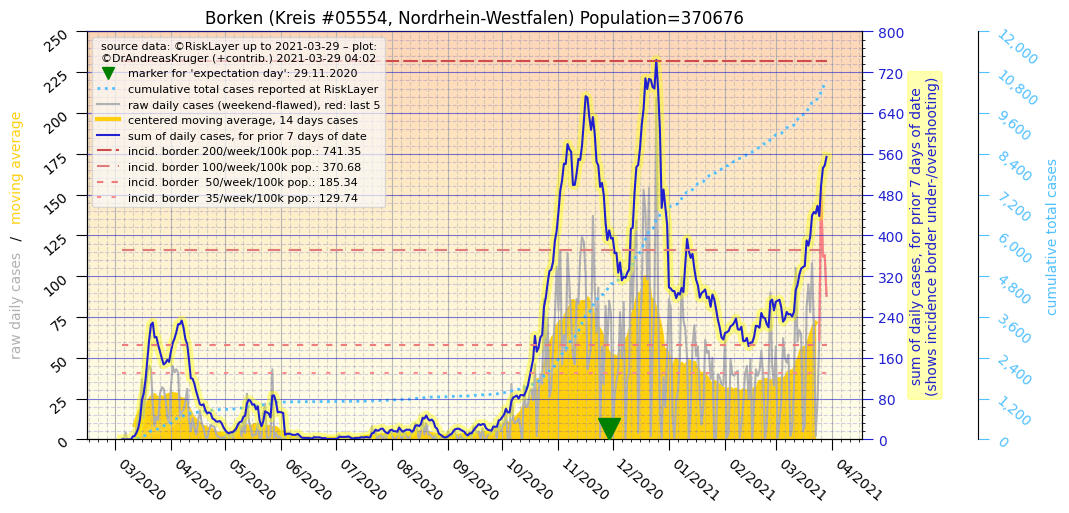 Borken (Kreis #05554, Nordrhein-Westfalen) Population=370676
source data: ©RiskLayer up to 2021-03-29 – plot:
©DrAndreasKruger (+contrib.) 2021-03-29 04:02
marker for 'expectation day': 29.11.2020
cumulative total cases reported at RiskLayer
raw daily cases (weekend-flawed), red: last 5
centered moving average, 14 days cases
sum of daily cases, for prior 7 days of date
incid. border 200/week/100k pop.: 741.35
incid. border 100/week/100k pop.: 370.68
incid. border  50/week/100k pop.: 185.34
incid. border  35/week/100k pop.: 129.74
raw daily cases  /  moving average
250
225
200
175
150
125
100
75
50
25
0
03/2020
04/2020
05/2020
06/2020
07/2020
08/2020
09/2020
10/2020
11/2020
12/2020
01/2021
02/2021
03/2021
04/2021
800
720
640
560
480
400
320
240
160
80
0
sum of daily cases, for prior 7 days of date
(shows incidence border under-/overshooting)
12,000
10,800
9,600
8,400
7,200
6,000
4,800
3,600
2,400
1,200
0
cumulative total cases